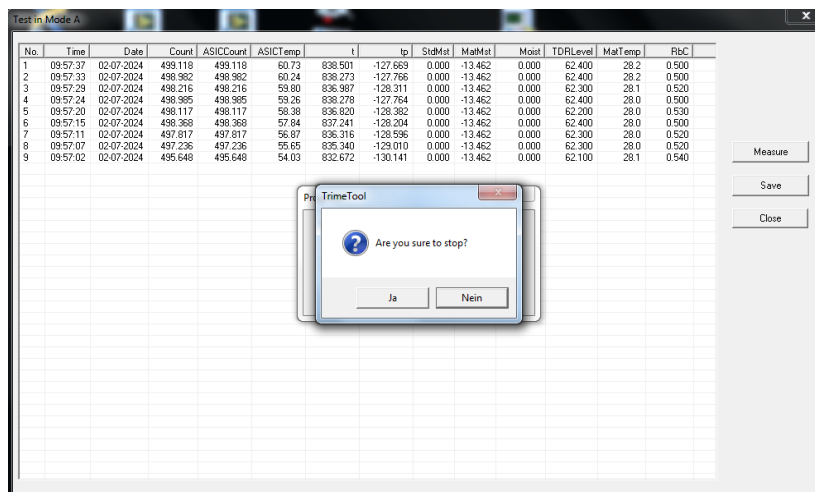 Test in Mode A
No. Time Date Count ASICCount ASICTemp t tp StdMst MatMst Moist TDRLevel MatTemp RbC
1 09:57:37 02-07-2024 499.118 499.118 60.73 838.501 -127.669 0.000 -13.462 0.000 62.400 28.2 0.500
2 09:57:33 02-07-2024 498.982 498.982 60.24 838.273 -127.766 0.000 -13.462 0.000 62.400 28.2 0.500
3 09:57:29 02-07-2024 498.216 498.216 59.80 836.987 -128.311 0.000 -13.462 0.000 62.300 28.1 0.520
4 09:57:24 02-07-2024 498.985 498.985 59.26 838.278 -127.764 0.000 -13.462 0.000 62.400 28.0 0.500
5 09:57:20 02-07-2024 498.117 498.117 58.38 836.820 -128.382 0.000 -13.462 0.000 62.200 28.0 0.530
6 09:57:15 02-07-2024 498.368 498.368 57.84 837.241 -128.204 0.000 -13.462 0.000 62.400 28.0 0.500
7 09:57:11 02-07-2024 497.817 497.817 56.87 836.316 -128.596 0.000 -13.462 0.000 62.300 28.0 0.520
8 09:57:07 02-07-2024 497.236 497.236 55.65 835.340 -129.010 0.000 -13.462 0.000 62.300 28.0 0.520
9 09:57:02 02-07-2024 495.648 495.648 54.03 832.672 -130.141 0.000 -13.462 0.000 62.100 28.1 0.540
Measure
Save
Close
TrimeTool
Are you sure to stop?
Ja Nein